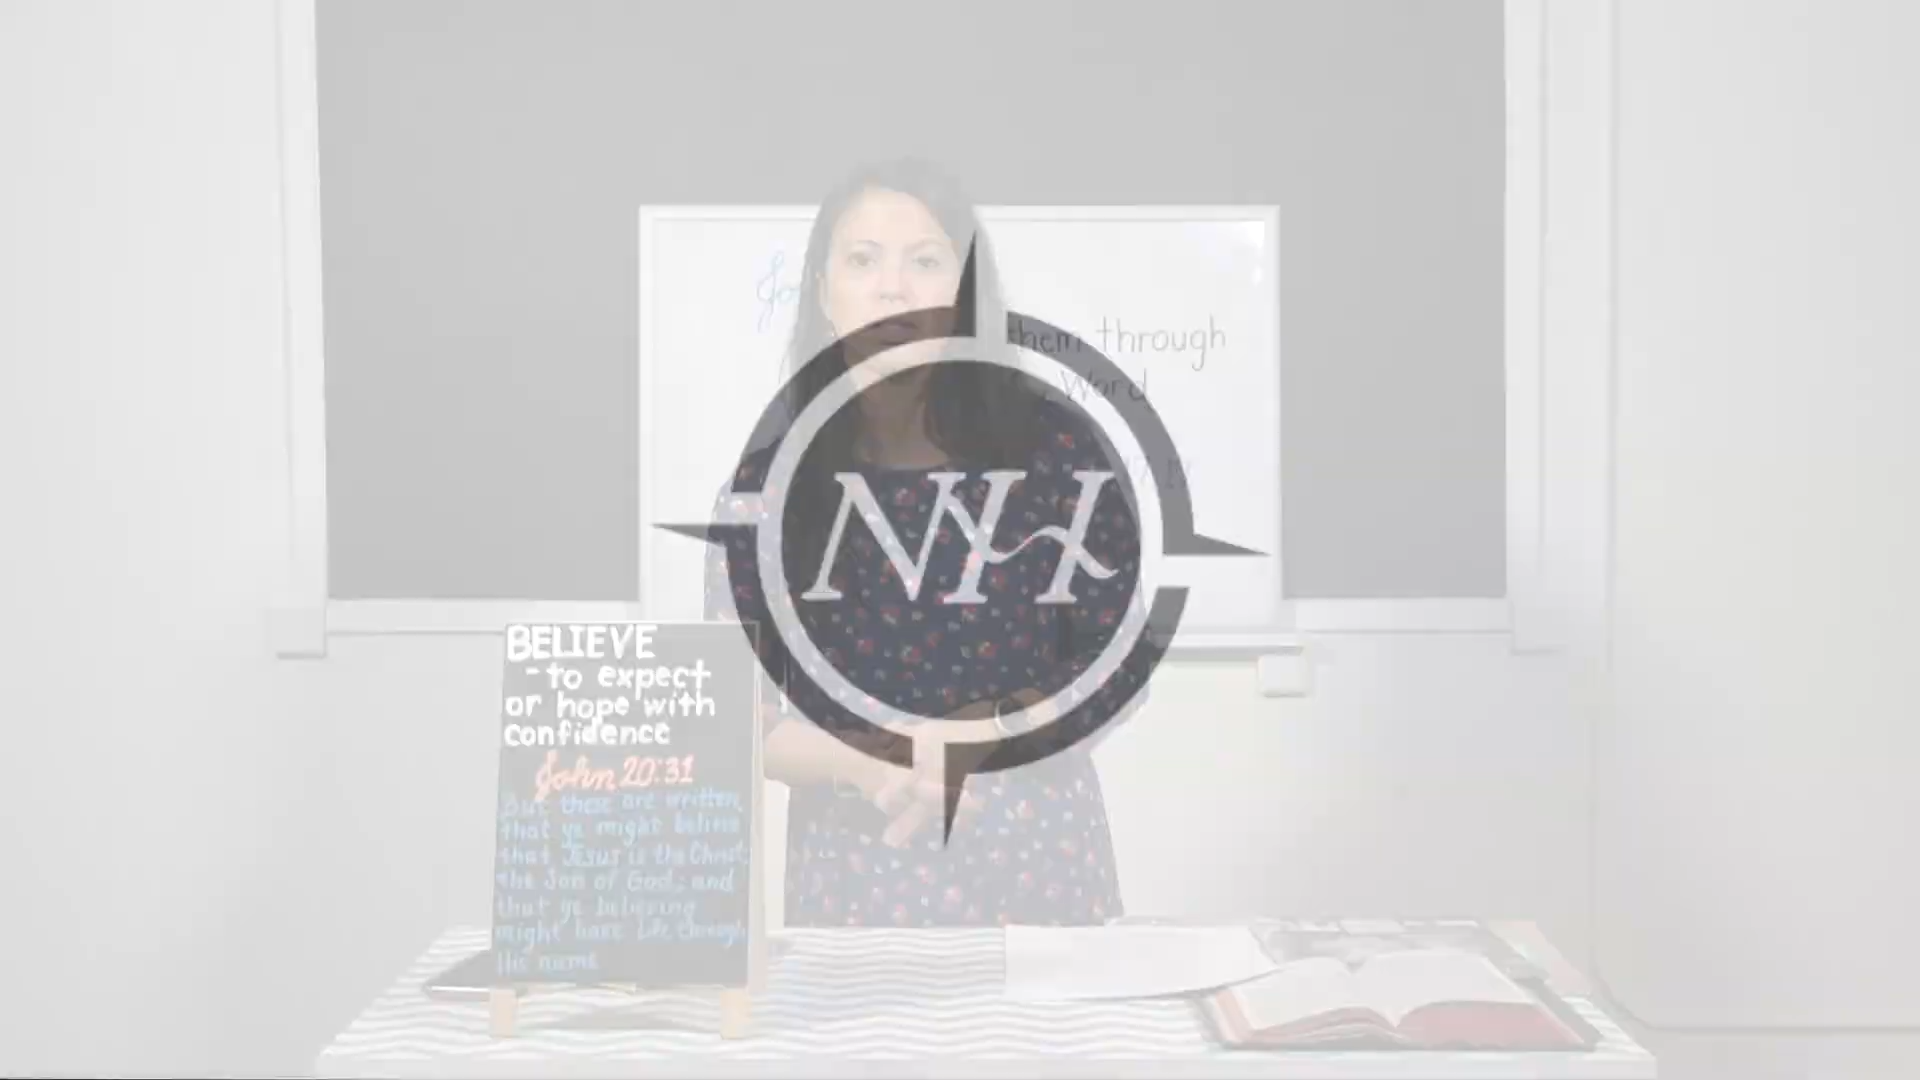 Jo
them through
Word
NH
BELIEVE
- to expect
or hope with
confidence
John 20:31
But these are written,
that ye might believe
that Jesus is the Christ,
the Son of God; and
that ye believing
might have life through
His name